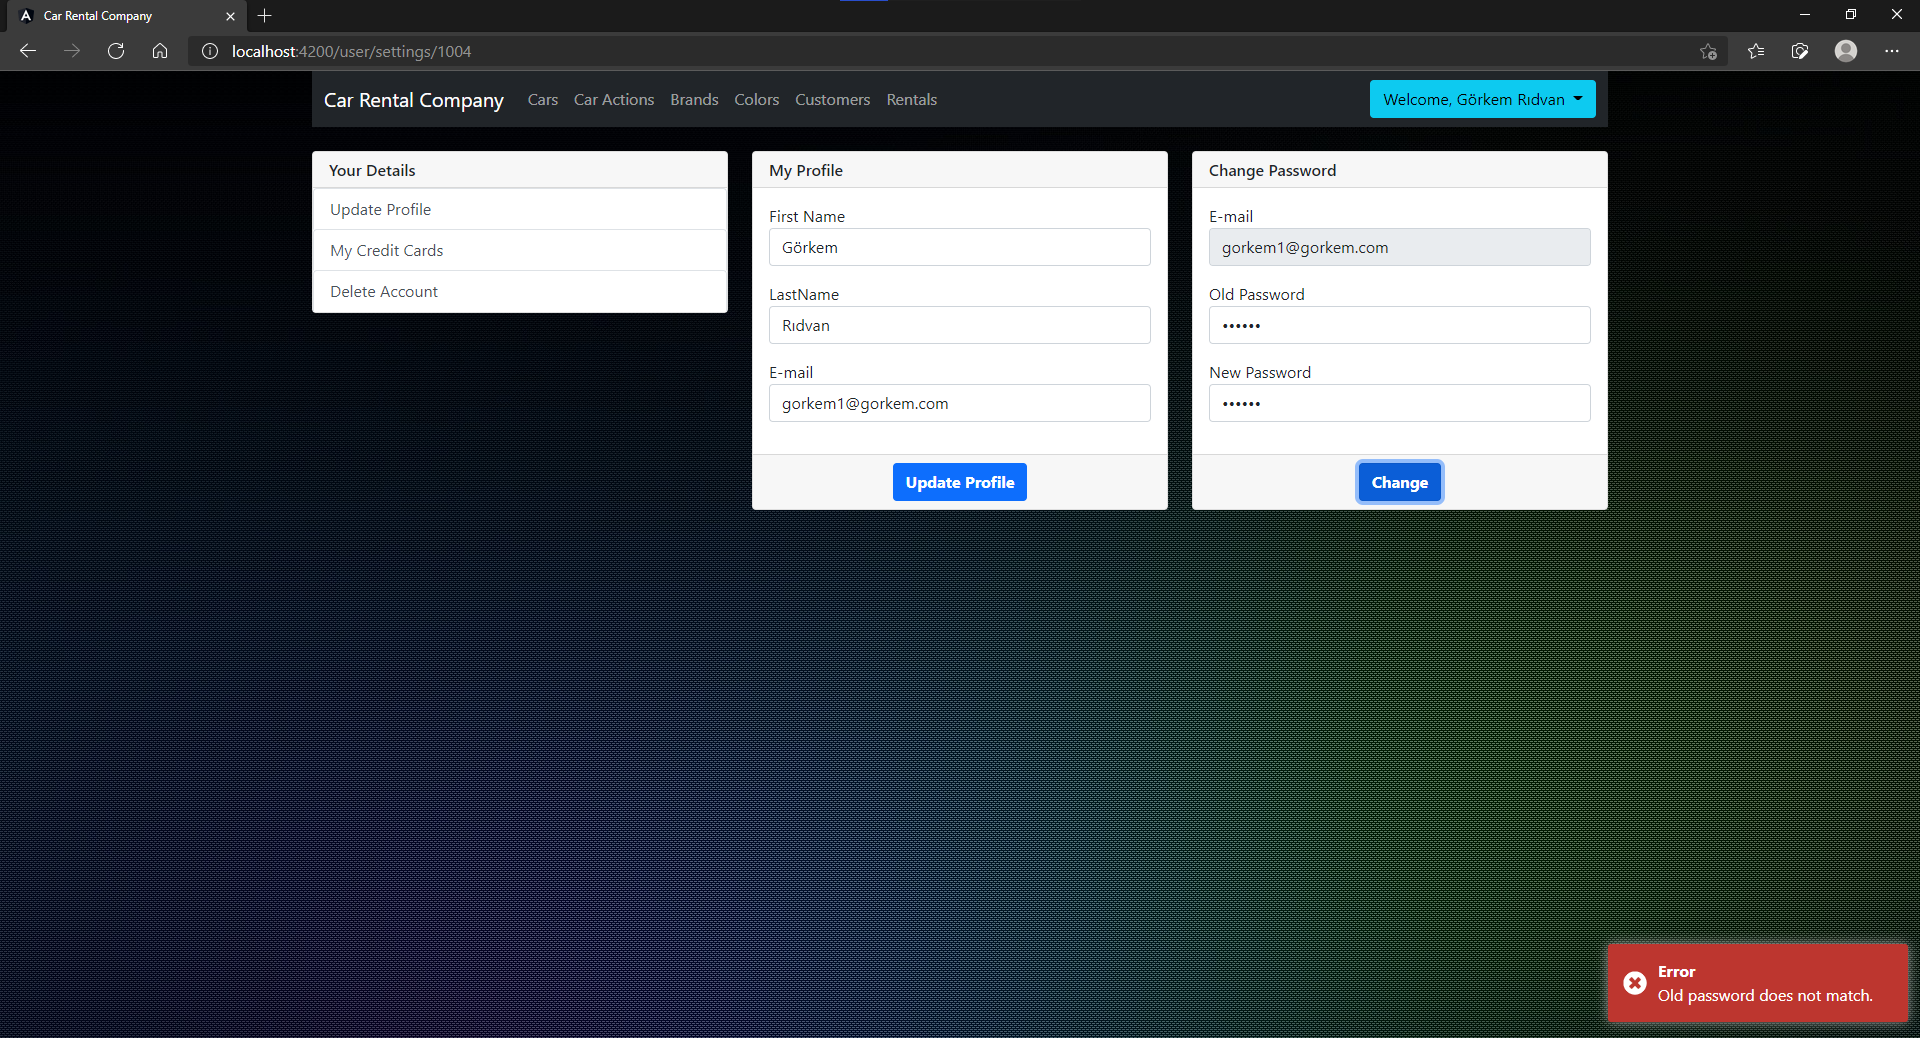 Car Rental Company
localhost:4200/user/settings/1004
Car Rental Company Cars Car Actions Brands Colors Customers Rentals Welcome, Görkem Rıdvan
Your Details
Update Profile
My Credit Cards
Delete Account
My Profile
First Name
Görkem
LastName
Rıdvan
E-mail
gorkem1@gorkem.com
Update Profile
Change Password
E-mail
gorkem1@gorkem.com
Old Password
••••••
New Password
••••••
Change
Error
Old password does not match.